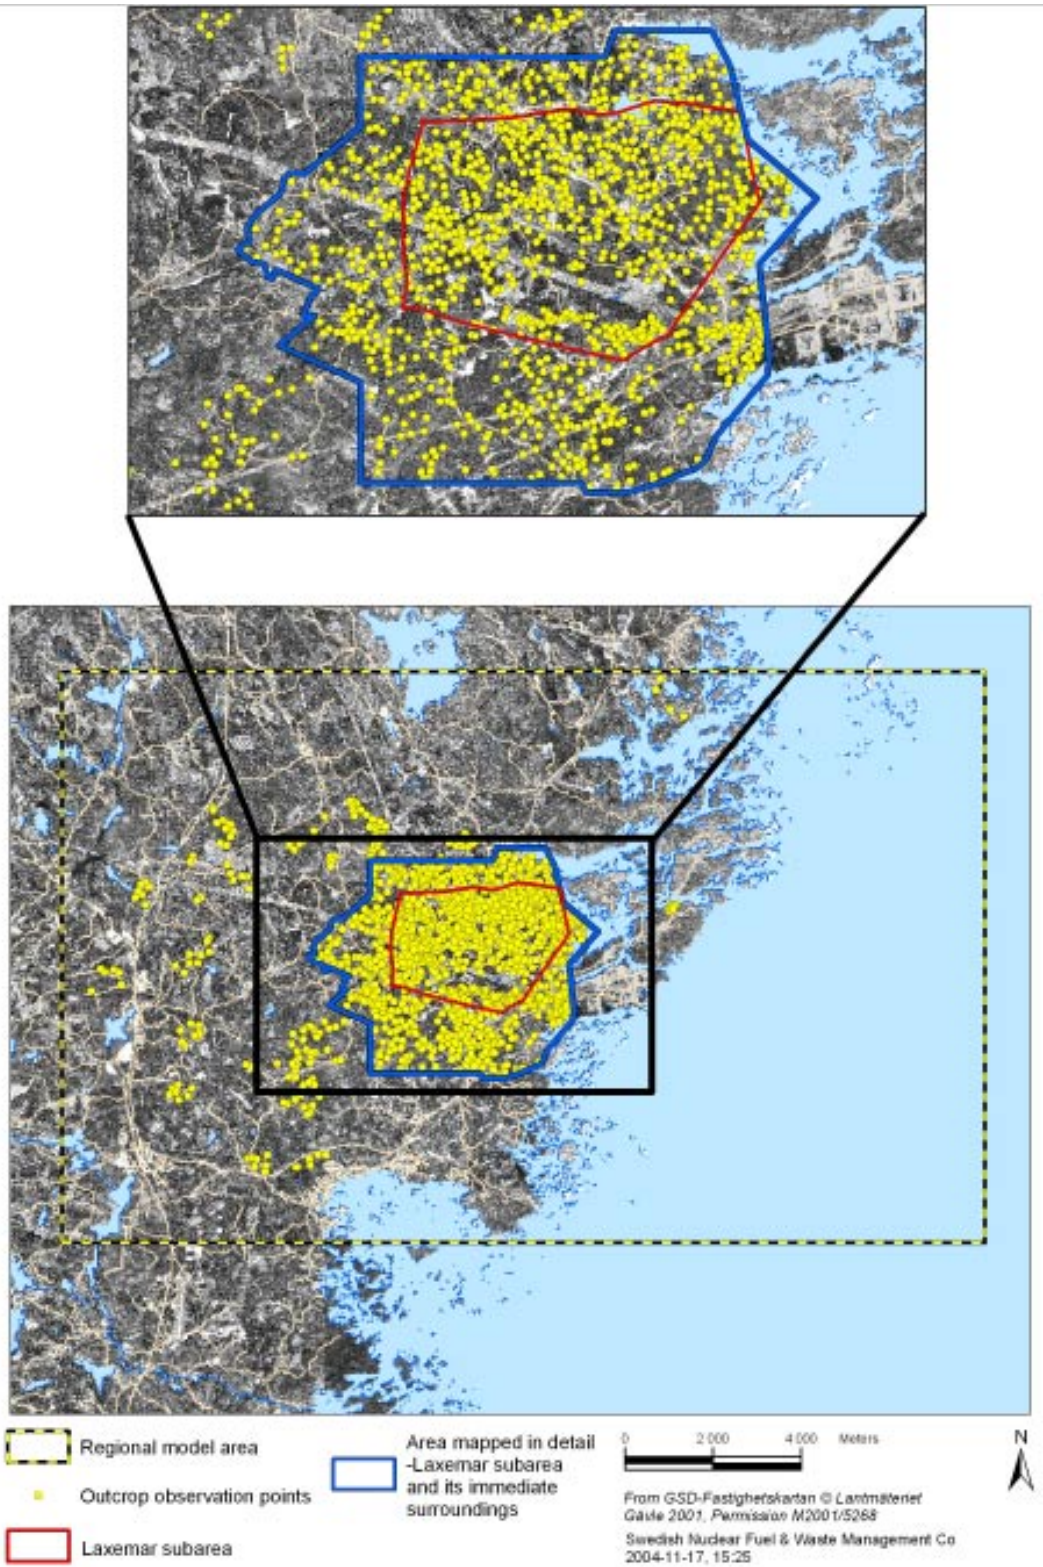 Regional model area
Outcrop observation points
Laxemar subarea
Area mapped in detail
-Laxemar subarea
and its immediate
surroundings
0 2 000 4 000 Meters
From GSD-Fastighetskartan © Lantmäteriet
Gävle 2001, Permission M2001/5268
Swedish Nuclear Fuel & Waste Management Co
2004-11-17, 15:25
N